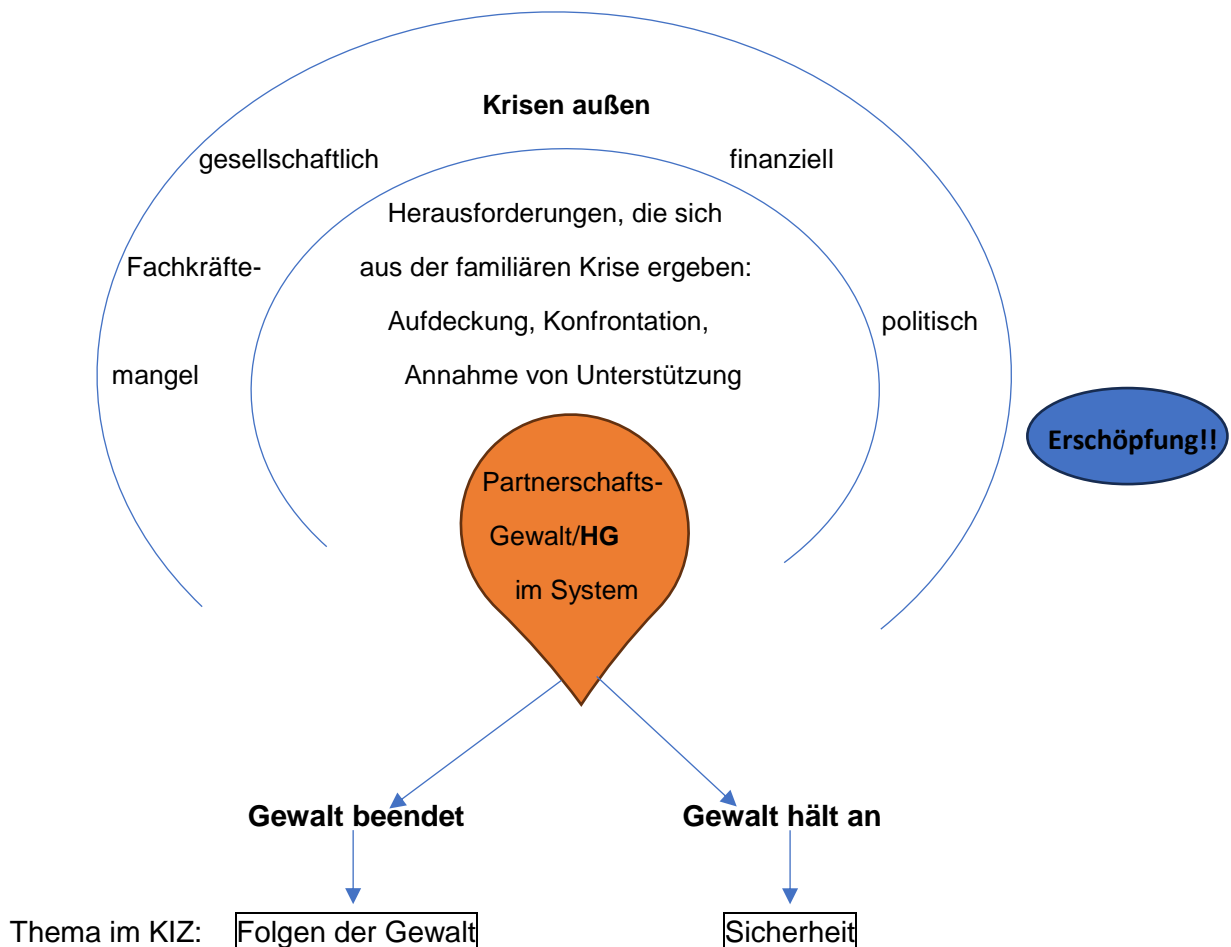 Krisen außen
gesellschaftlich
finanziell
Herausforderungen, die sich
Fachkräfte-
aus der familiären Krise ergeben:
Aufdeckung, Konfrontation,
politisch
mangel
Annahme von Unterstützung
Erschöpfung!!
Partnerschafts-
Gewalt/HG
im System
Gewalt beendet
Gewalt hält an
Thema im KIZ:
Folgen der Gewalt
Sicherheit